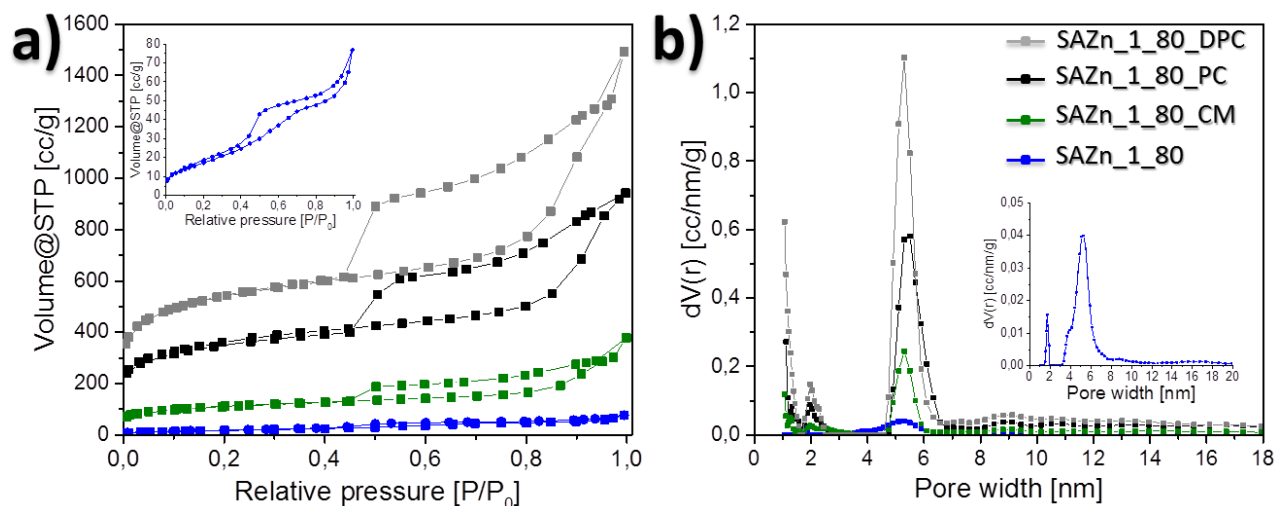 a)
1600
1400
1200
1000
800
600
400
200
0
Volume@STP [cc/g]
0,0 0,2 0,4 0,6 0,8 1,0
Relative pressure [P/P0]
80
70
60
50
40
30
20
10
0
Volume@STP [cc/g]
0,0 0,2 0,4 0,6 0,8 1,0
Relative pressure [P/P0]
b)
1,2
1,0
0,8
0,6
0,4
0,2
0,0
dV(r) [cc/nm/g]
0 2 4 6 8 10 12 14 16 18
Pore width [nm]
SAZn_1_80_DPC
SAZn_1_80_PC
SAZn_1_80_CM
SAZn_1_80
0,05
0,04
0,03
0,02
0,01
0,00
dV(r) [cc/nm/g]
0 2 4 6 8 10 12 14 16 18 20
Pore width [nm]